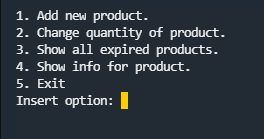 1. Add new product.
2. Change quantity of product.
3. Show all expired products.
4. Show info for product.
5. Exit
Insert option: